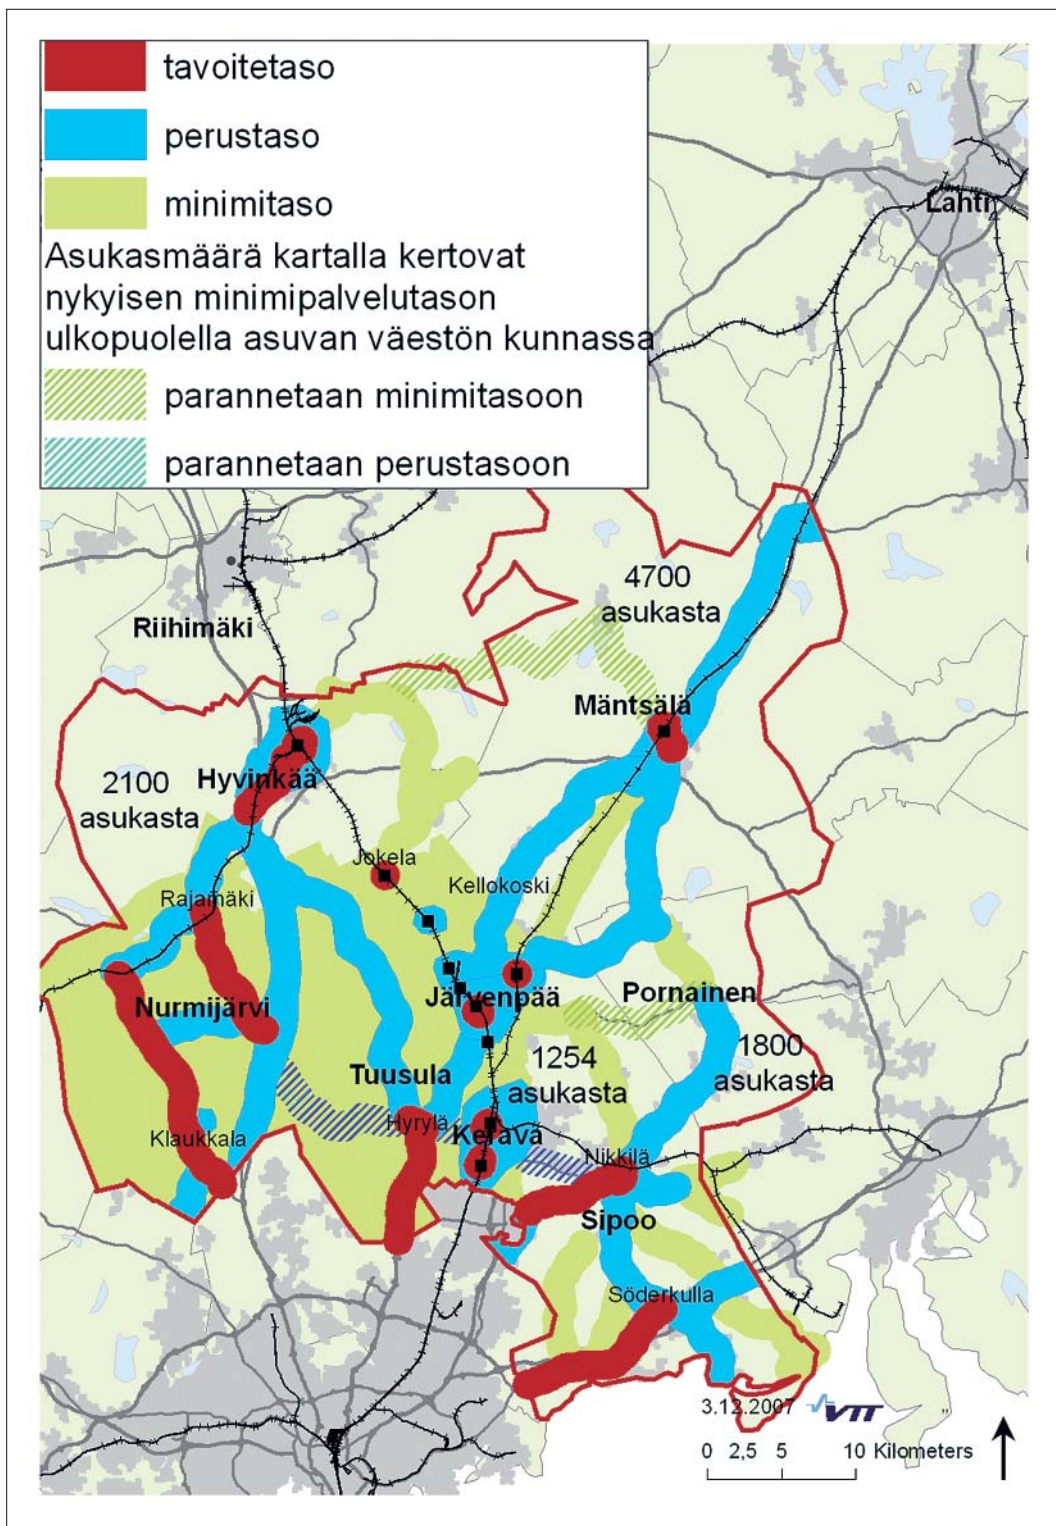 tavoitetaso
perustaso
minimitaso
Asukasmäärä kartalla kertovat
nykyisen minimipalvelutason
ulkopuolella asuvan väestön kunnassa
parannetaan minimitasoon
parannetaan perustasoon
Lahti
4700
asukasta
Riihimäki
Mäntsälä
Hyvinkää
2100
asukasta
Jokela
Kellokoski
Rajamäki
Pornainen
Järvenpää
Nurmijärvi
1254
asukasta
1800
asukasta
Tuusula
Hyrylä
Kerava
Klaukkala
Nikkilä
Sipoo
Söderkulla
3.12.2007 VTT
"
0 2,5 5 10 Kilometers